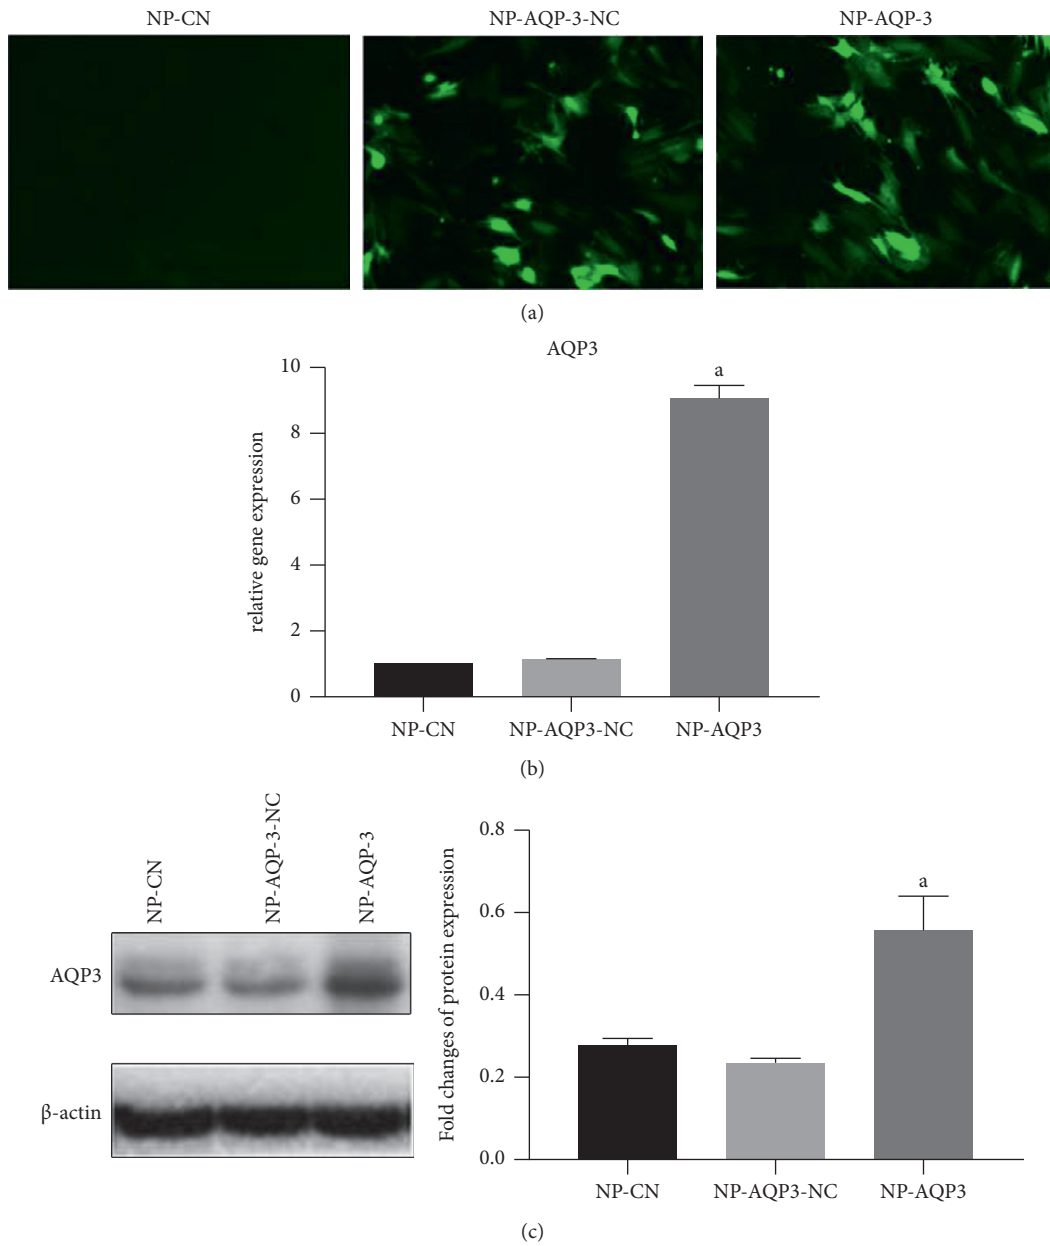 NP-CN NP-AQP-3-NC NP-AQP-3
(a)
AQP3
relative gene expression
10
8
6
4
2
0
a
NP-CN NP-AQP3-NC NP-AQP3
(b)
NP-CN
NP-AQP-3-NC
NP-AQP-3
AQP3
β-actin
Fold changes of protein expression
0.8
0.6
0.4
0.2
0.0
a
NP-CN NP-AQP3-NC NP-AQP3
(c)